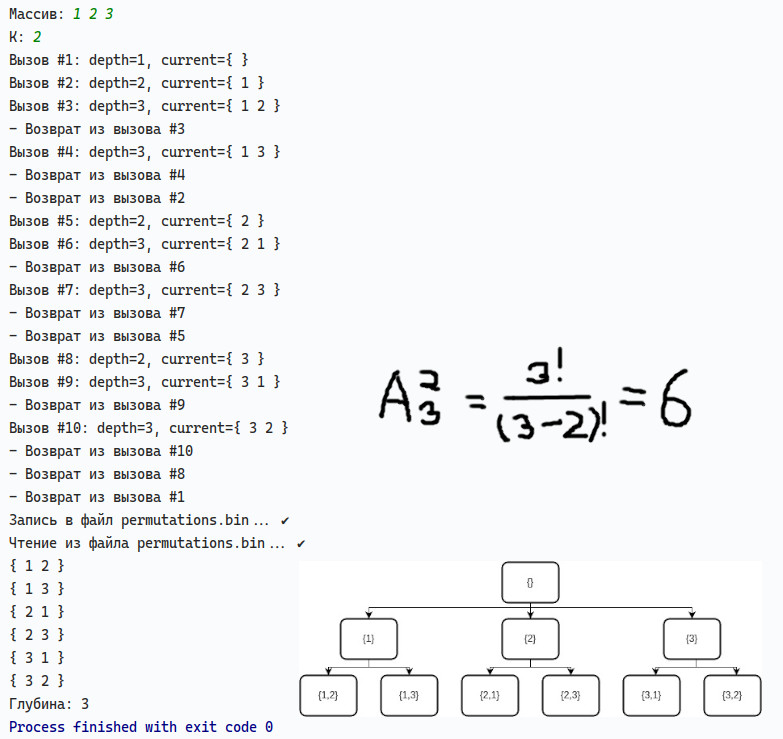 Массив: 1 2 3
К: 2
Вызов #1: depth=1, current={ }
Вызов #2: depth=2, current={ 1 }
Вызов #3: depth=3, current={ 1 2 }
– Возврат из вызова #3
Вызов #4: depth=3, current={ 1 3 }
– Возврат из вызова #4
– Возврат из вызова #2
Вызов #5: depth=2, current={ 2 }
Вызов #6: depth=3, current={ 2 1 }
– Возврат из вызова #6
Вызов #7: depth=3, current={ 2 3 }
– Возврат из вызова #7
– Возврат из вызова #5
Вызов #8: depth=2, current={ 3 }
Вызов #9: depth=3, current={ 3 1 }
– Возврат из вызова #9
Вызов #10: depth=3, current={ 3 2 }
– Возврат из вызова #10
– Возврат из вызова #8
– Возврат из вызова #1
Запись в файл permutations.bin... ✔
Чтение из файла permutations.bin... ✔
{ 1 2 }
{ 1 3 }
{ 2 1 }
{ 2 3 }
{ 3 1 }
{ 3 2 }
Глубина: 3
Process finished with exit code 0
A₃² = 3!/(3-2)! = 6
{}
{1} {2} {3}
{1,2} {1,3} {2,1} {2,3} {3,1} {3,2}